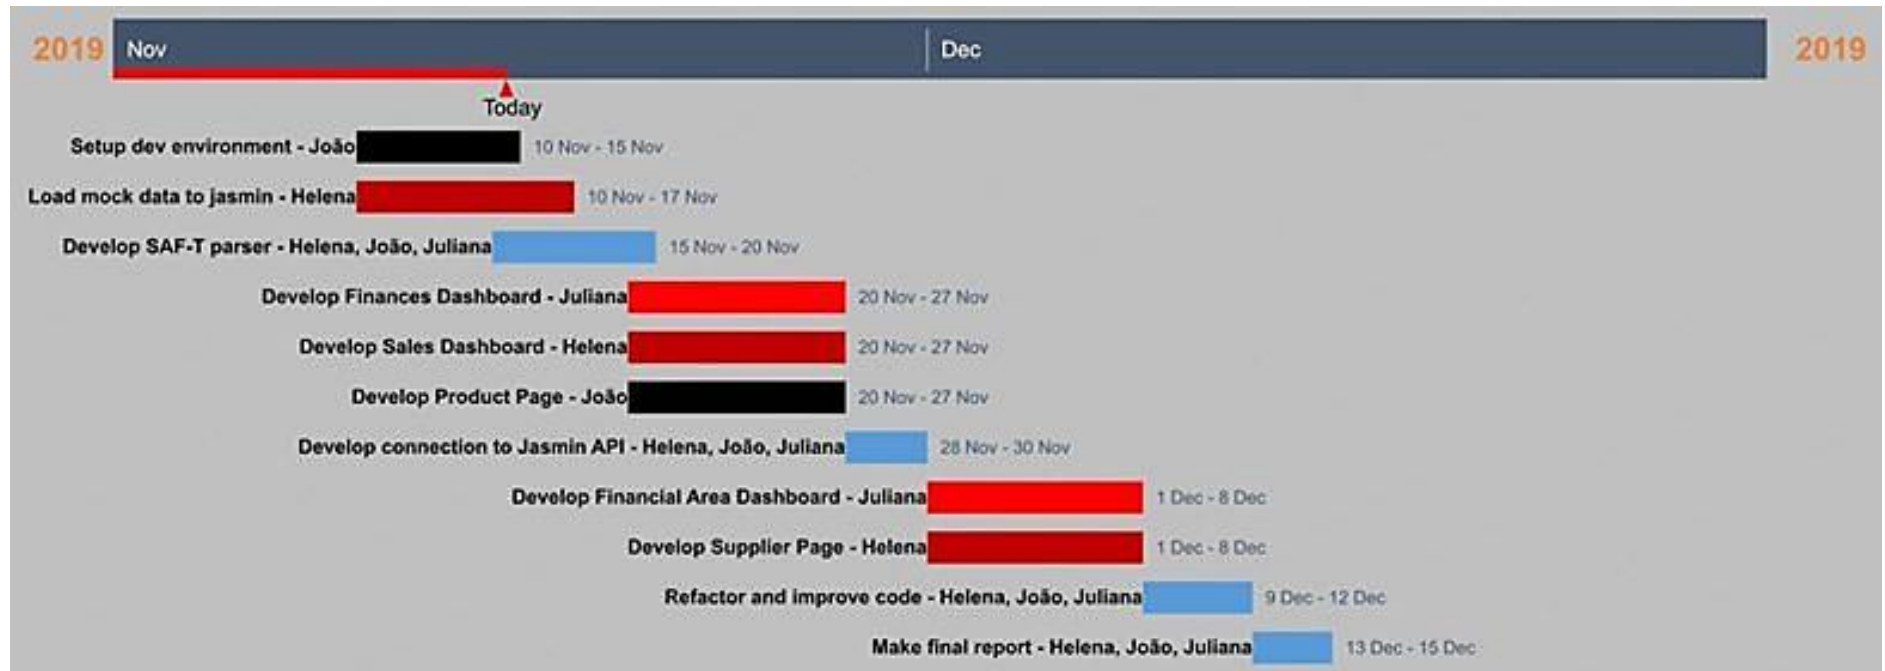 2019 Nov Dec 2019
Today
Setup dev environment - João 10 Nov - 15 Nov
Load mock data to jasmin - Helena 10 Nov - 17 Nov
Develop SAF-T parser - Helena, João, Juliana 15 Nov - 20 Nov
Develop Finances Dashboard - Juliana 20 Nov - 27 Nov
Develop Sales Dashboard - Helena 20 Nov - 27 Nov
Develop Product Page - João 20 Nov - 27 Nov
Develop connection to Jasmin API - Helena, João, Juliana 28 Nov - 30 Nov
Develop Financial Area Dashboard - Juliana 1 Dec - 8 Dec
Develop Supplier Page - Helena 1 Dec - 8 Dec
Refactor and improve code - Helena, João, Juliana 9 Dec - 12 Dec
Make final report - Helena, João, Juliana 13 Dec - 15 Dec